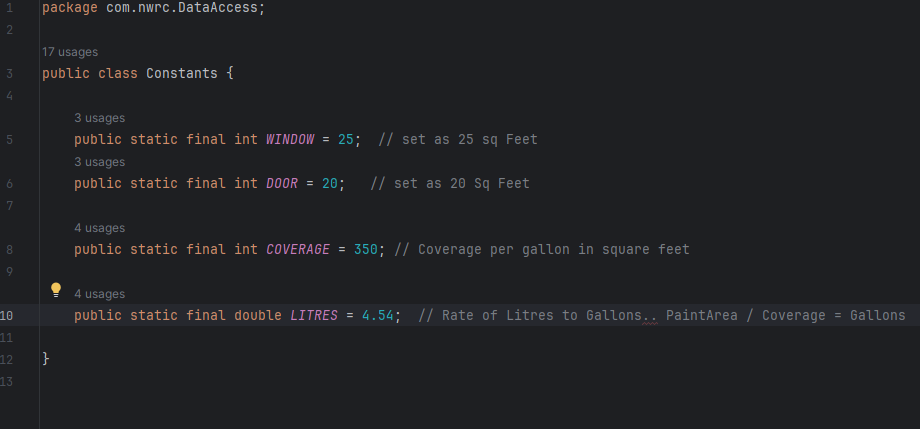 1 package com.nwrc.DataAccess;
2
17 usages
3 public class Constants {
4
3 usages
5 public static final int WINDOW = 25;  // set as 25 sq Feet
3 usages
6 public static final int DOOR = 20;   // set as 20 Sq Feet
7
4 usages
8 public static final int COVERAGE = 350; // Coverage per gallon in square feet
9
4 usages
10 public static final double LITRES = 4.54;  // Rate of Litres to Gallons.. PaintArea / Coverage = Gallons
11
12 }
13